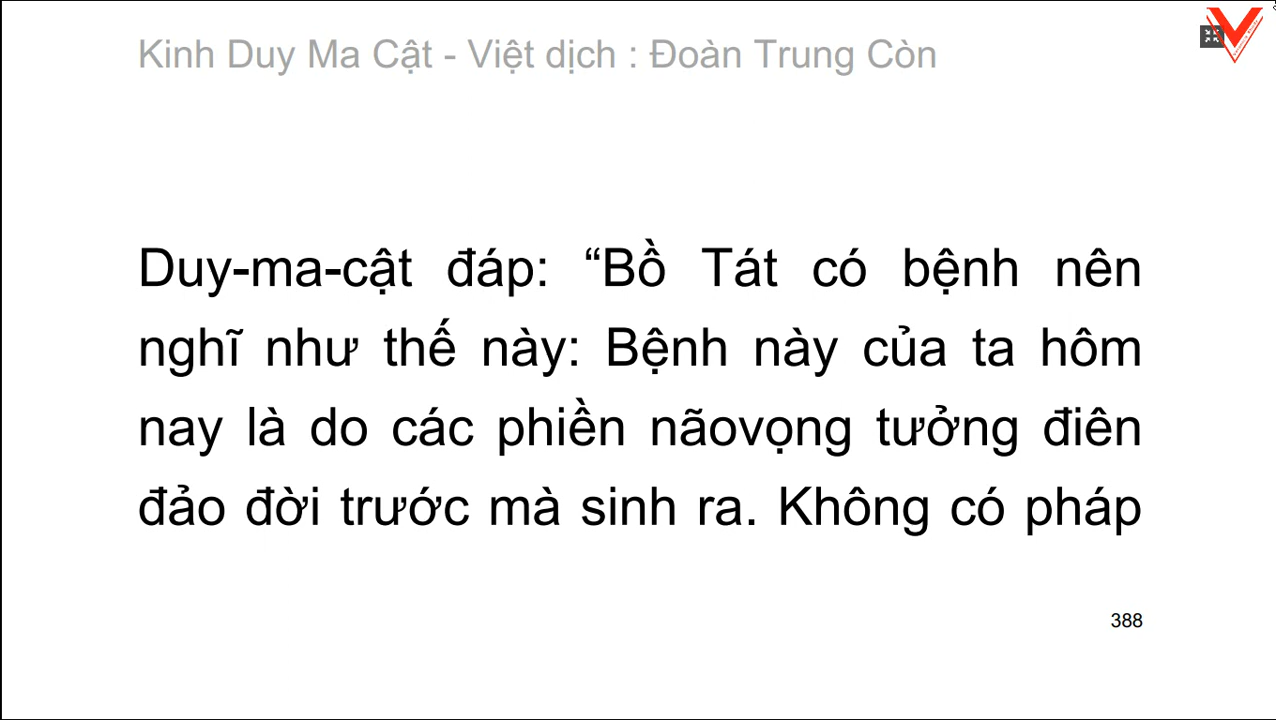 Kinh Duy Ma Cật - Việt dịch : Đoàn Trung Còn
Duy-ma-cật đáp: “Bồ Tát có bệnh nên
nghĩ như thế này: Bệnh này của ta hôm
nay là do các phiền nãovọng tưởng điên
đảo đời trước mà sinh ra. Không có pháp
388